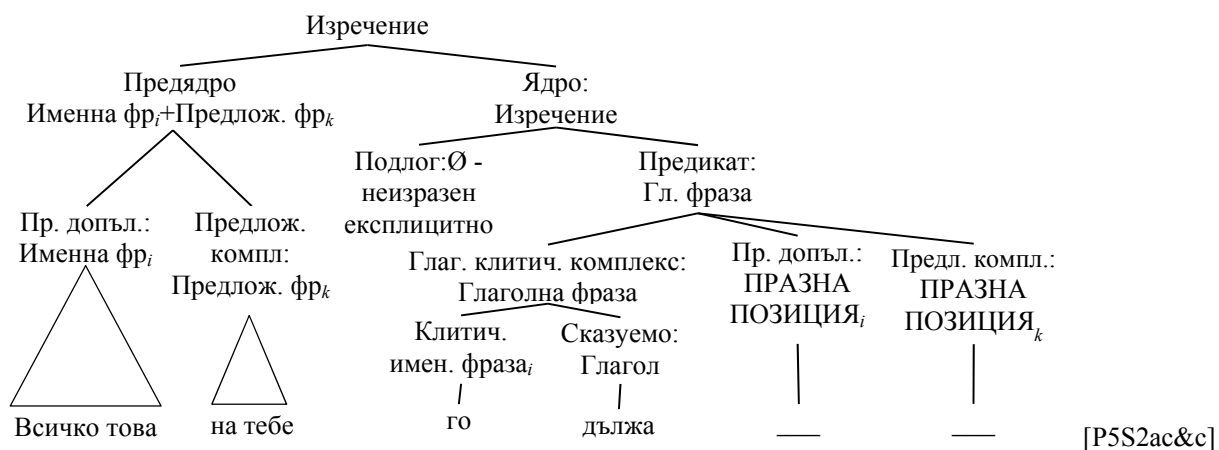 Изречение
Предядро
Именна фрi+Предлож. фрk
Ядро:
Изречение
Подлог:Ø -
неизразен
експлицитно
Предикат:
Гл. фраза
Пр. допъл.:
Именна фрi
Предлож.
компл:
Предлож. фрk
Глаг. клитич. комплекс:
Глаголна фраза
Пр. допъл.:
ПРАЗНА
ПОЗИЦИЯi
Предл. компл.:
ПРАЗНА
ПОЗИЦИЯk
Клитич.
имен. фразаi
Сказуемо:
Глагол
Всичко това
на тебе
го
дължа
[P5S2ac&c]